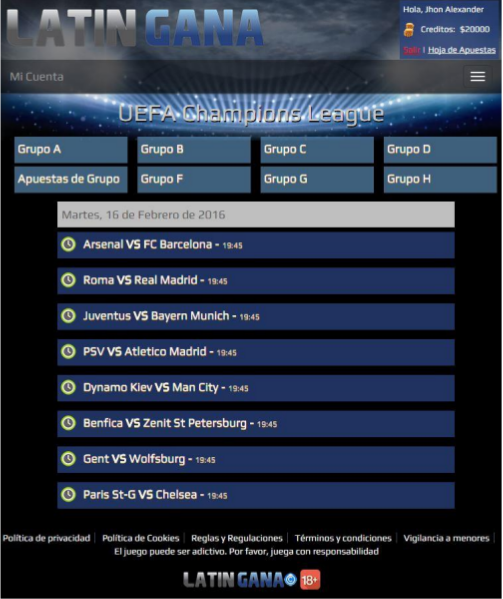 LATIN GANA
Hola, Jhon Alexander
Creditos: $20000
Salir | Hoja de Apuestas
Mi Cuenta
UEFA Champions League
Grupo A Grupo B Grupo C Grupo D
Apuestas de Grupo Grupo F Grupo G Grupo H
Martes, 16 de Febrero de 2016
Arsenal VS FC Barcelona - 19:45
Roma VS Real Madrid - 19:45
Juventus VS Bayern Munich - 19:45
PSV VS Atletico Madrid - 19:45
Dynamo Kiev VS Man City - 19:45
Benfica VS Zenit St Petersburg - 19:45
Gent VS Wolfsburg - 19:45
Paris St-G VS Chelsea - 19:45
Política de privacidad | Política de Cookies | Reglas y Regulaciones | Términos y condiciones | Vigilancia a menores |
El juego puede ser adictivo. Por favor, juega con responsabilidad
LATIN GANA© 18+